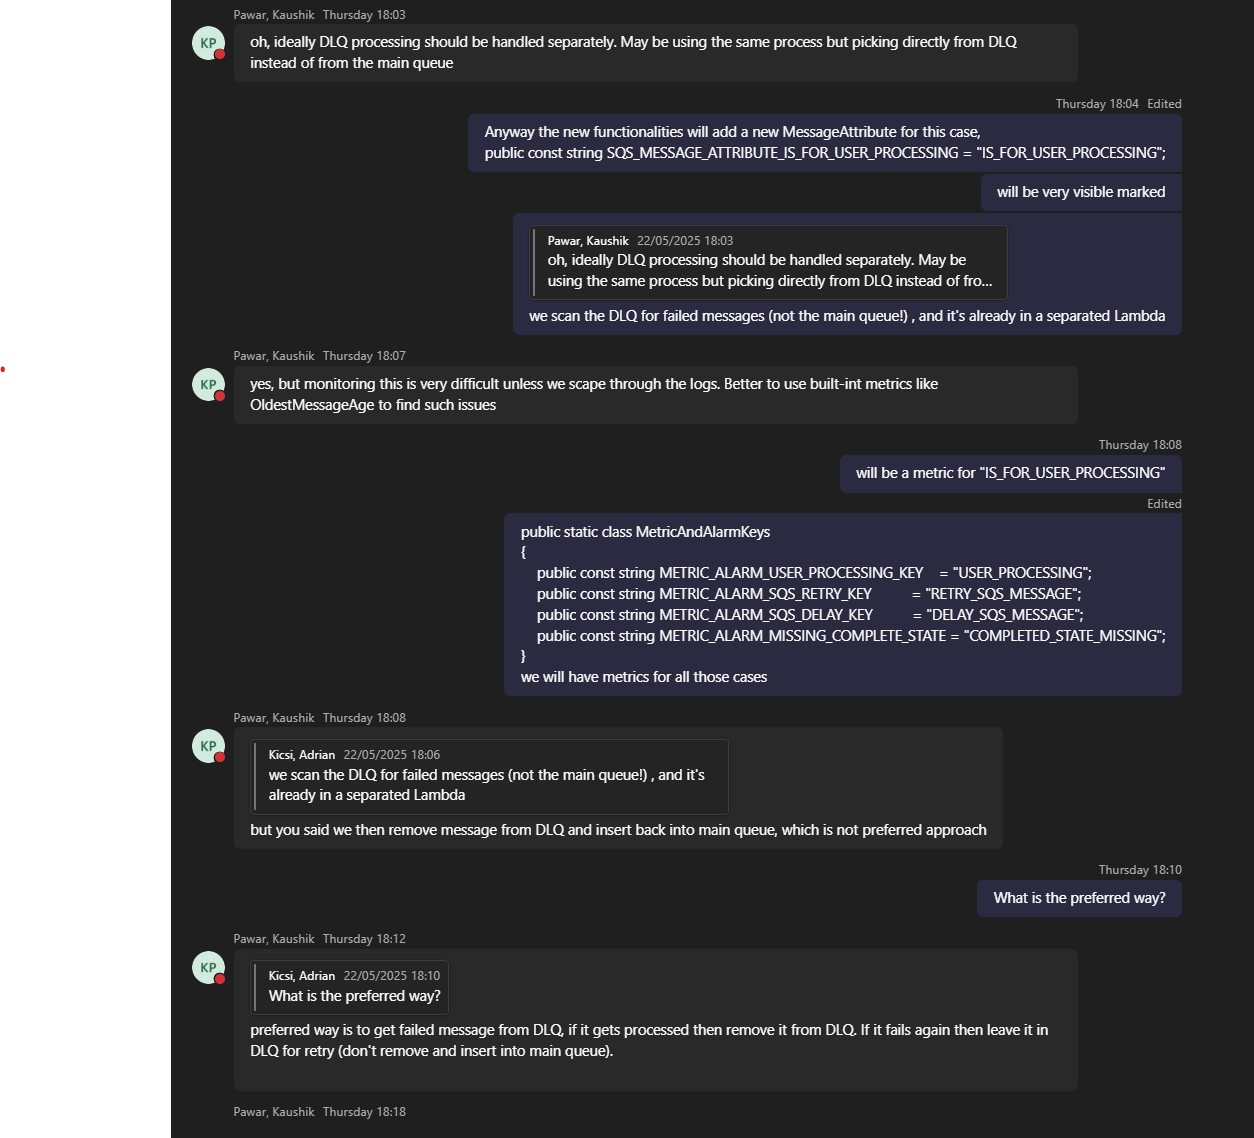 Pawar, Kaushik Thursday 18:03
KP
oh, ideally DLQ processing should be handled separately. May be using the same process but picking directly from DLQ
instead of from the main queue
Thursday 18:04 Edited
Anyway the new functionalities will add a new MessageAttribute for this case,
public const string SQS_MESSAGE_ATTRIBUTE_IS_FOR_USER_PROCESSING = "IS_FOR_USER_PROCESSING";
will be very visible marked
Pawar, Kaushik 22/05/2025 18:03
oh, ideally DLQ processing should be handled separately. May be
using the same process but picking directly from DLQ instead of fro...
we scan the DLQ for failed messages (not the main queue!) , and it's already in a separated Lambda
Pawar, Kaushik Thursday 18:07
KP
yes, but monitoring this is very difficult unless we scape through the logs. Better to use built-int metrics like
OldestMessageAge to find such issues
Thursday 18:08
will be a metric for "IS_FOR_USER_PROCESSING"
Edited
public static class MetricAndAlarmKeys
{
public const string METRIC_ALARM_USER_PROCESSING_KEY = "USER_PROCESSING";
public const string METRIC_ALARM_SQS_RETRY_KEY = "RETRY_SQS_MESSAGE";
public const string METRIC_ALARM_SQS_DELAY_KEY = "DELAY_SQS_MESSAGE";
public const string METRIC_ALARM_MISSING_COMPLETE_STATE = "COMPLETED_STATE_MISSING";
}
we will have metrics for all those cases
Pawar, Kaushik Thursday 18:08
KP
Kicsi, Adrian 22/05/2025 18:06
we scan the DLQ for failed messages (not the main queue!) , and it's
already in a separated Lambda
but you said we then remove message from DLQ and insert back into main queue, which is not preferred approach
Thursday 18:10
What is the preferred way?
Pawar, Kaushik Thursday 18:12
KP
Kicsi, Adrian 22/05/2025 18:10
What is the preferred way?
preferred way is to get failed message from DLQ, if it gets processed then remove it from DLQ. If it fails again then leave it in
DLQ for retry (don't remove and insert into main queue).
Pawar, Kaushik Thursday 18:18